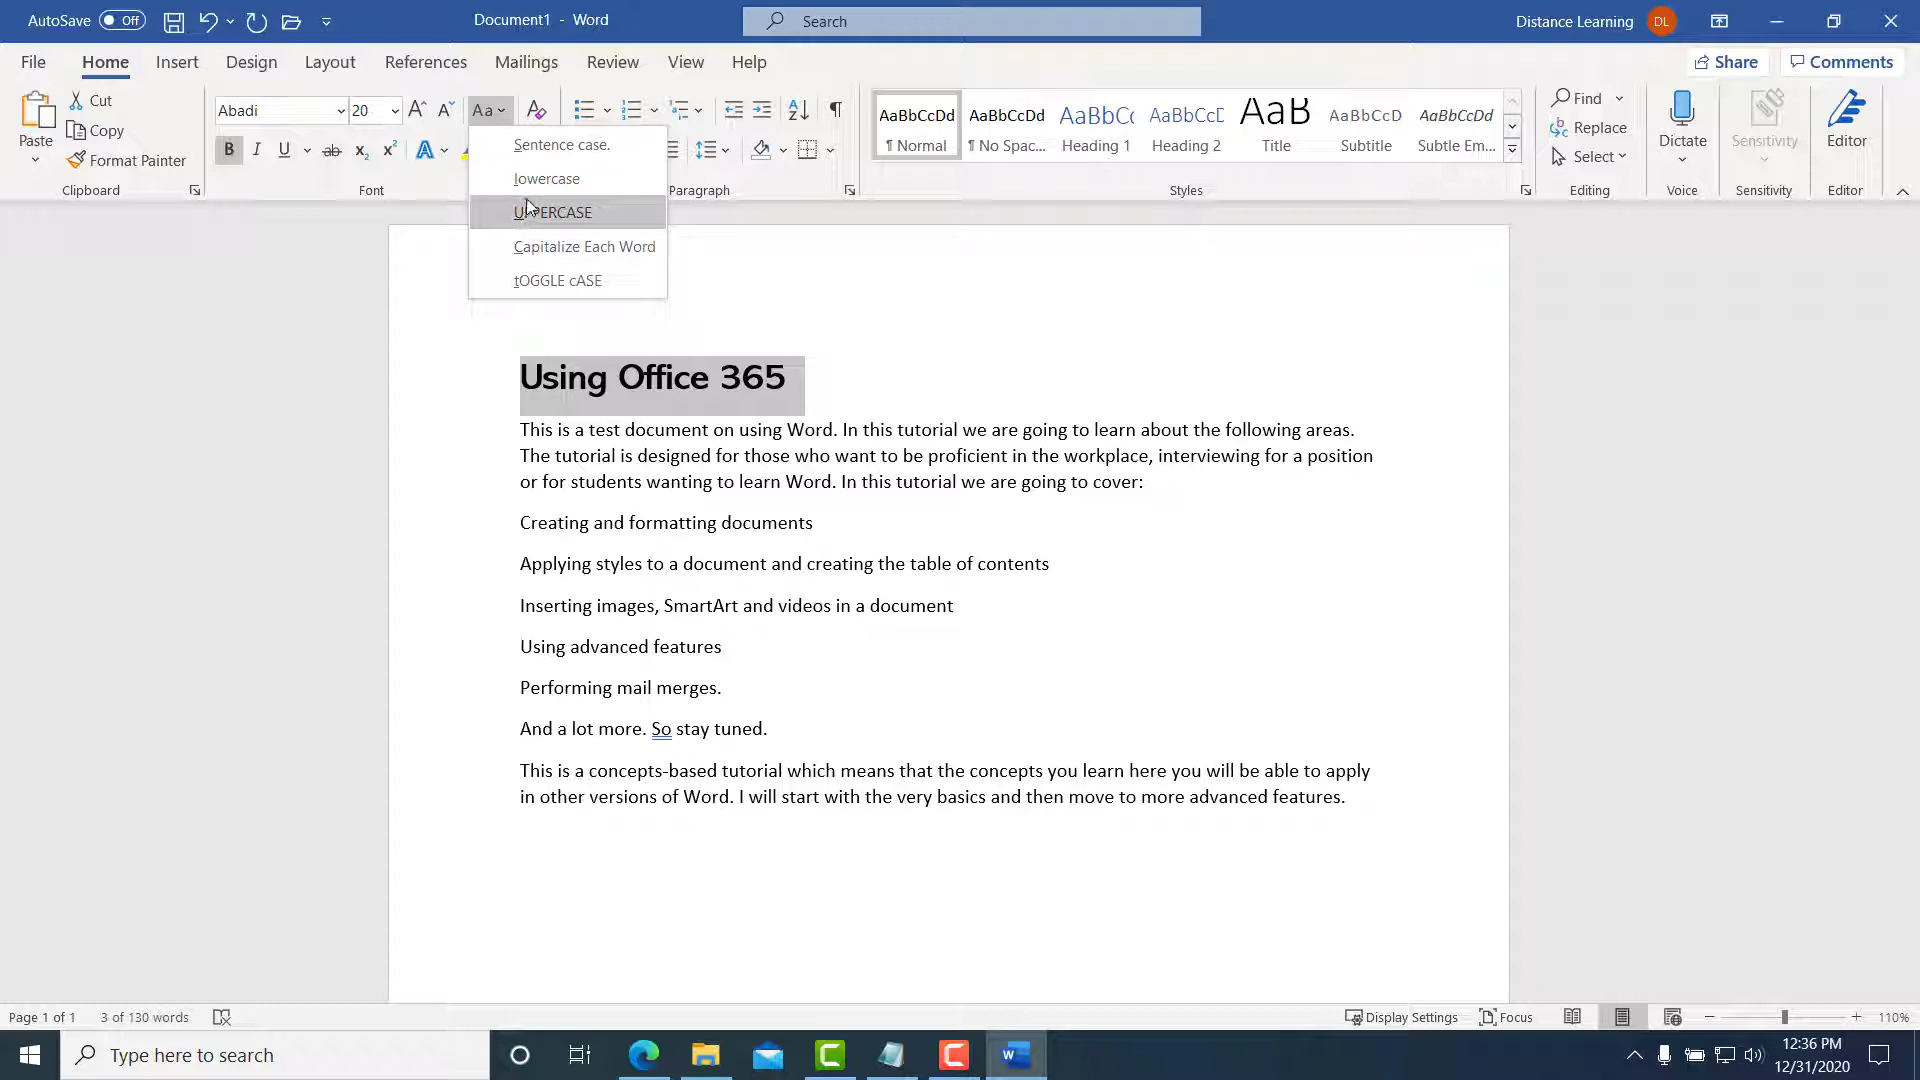 AutoSave Off Document1 - Word Search Distance Learning DL
File Home Insert Design Layout References Mailings Review View Help Share Comments
Paste Cut Copy Format Painter Clipboard
Abadi 20 Aa Font
B I U ab x₂ x² A
Paragraph
AaBbCcDd AaBbCcDd AaBbC AaBbCcD AaB AaBbCcD AaBbCcDd
¶ Normal ¶ No Spac... Heading 1 Heading 2 Title Subtitle Subtle Em...
Styles
Find Replace Select Editing
Dictate Voice Sensitivity Sensitivity Editor Editor
Sentence case.
lowercase
UPPERCASE
Capitalize Each Word
tOGGLE cASE
Using Office 365
This is a test document on using Word. In this tutorial we are going to learn about the following areas.
The tutorial is designed for those who want to be proficient in the workplace, interviewing for a position
or for students wanting to learn Word. In this tutorial we are going to cover:
Creating and formatting documents
Applying styles to a document and creating the table of contents
Inserting images, SmartArt and videos in a document
Using advanced features
Performing mail merges.
And a lot more. So stay tuned.
This is a concepts-based tutorial which means that the concepts you learn here you will be able to apply
in other versions of Word. I will start with the very basics and then move to more advanced features.
Page 1 of 1 3 of 130 words Display Settings Focus 110%
Type here to search 12:36 PM
12/31/2020